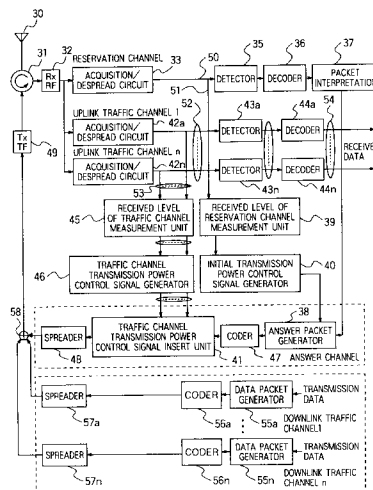 30
31
32
RESERVATION CHANNEL
33
50
35
36
37
Rx RF
ACQUISITION/ DESPREAD CIRCUIT
DETECTOR
DECODER
PACKET INTERPRETATION
51
UPLINK TRAFFIC CHANNEL 1
52
42a
43a
44a
54
ACQUISITION/ DESPREAD CIRCUIT
DETECTOR
DECODER
Tx TF
49
UPLINK TRAFFIC CHANNEL n
42n
ACQUISITION/ DESPREAD CIRCUIT
DETECTOR
DECODER
RECEIVE DATA
53
43n
44n
45
RECEIVED LEVEL OF TRAFFIC CHANNEL MEASUREMENT UNIT
RECEIVED LEVEL OF RESERVATION CHANNEL MEASUREMENT UNIT
39
46
TRAFFIC CHANNEL TRANSMISSION POWER CONTROL SIGNAL GENERATOR
INITIAL TRANSMISSION POWER CONTROL SIGNAL GENERATOR
40
58
38
SPREADER
TRAFFIC CHANNEL TRANSMISSION POWER CONTROL SIGNAL INSERT UNIT
CODER
ANSWER PACKET GENERATOR
48
41
47
ANSWER CHANNEL
SPREADER
CODER
DATA PACKET GENERATOR
TRANSMISSION DATA
57a
56a
55a
DOWNLINK TRAFFIC CHANNEL1
SPREADER
CODER
DATA PACKET GENERATOR
TRANSMISSION DATA
57n
56n
55n
DOWNLINK TRAFFIC CHANNEL n